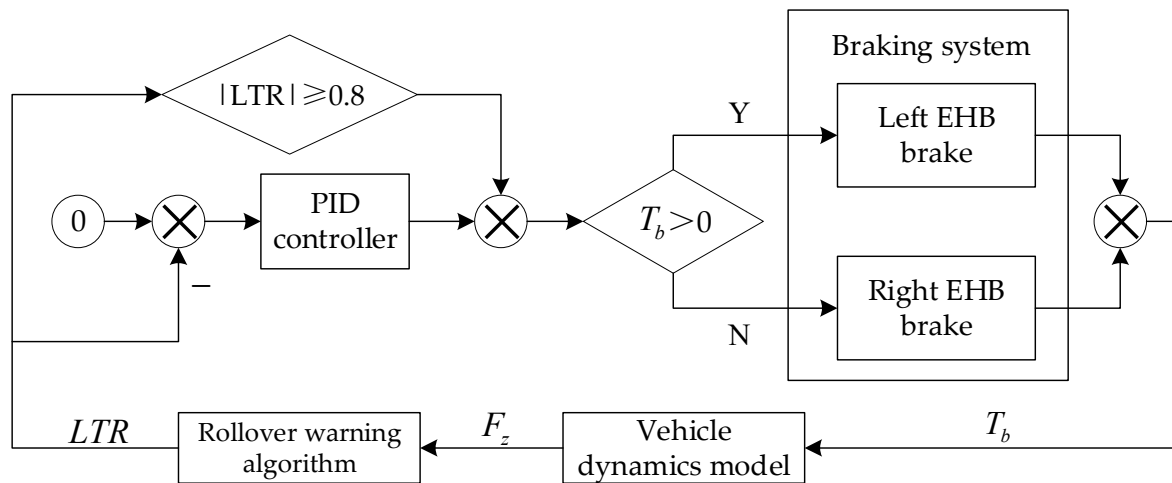 Braking system
|LTR|≥0.8
Y
Left EHB
brake
0
PID
controller
T_b>0
−
Right EHB
brake
N
LTR
Rollover warning
algorithm
F_z
Vehicle
dynamics model
T_b